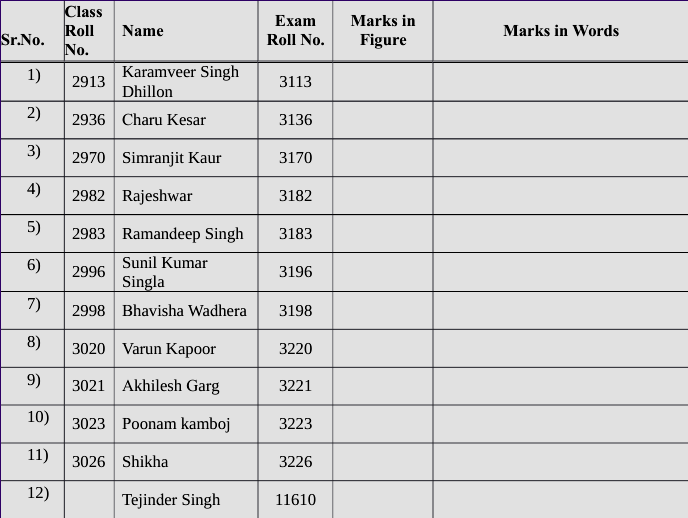 Sr.No. Class Roll No. Name Exam Roll No. Marks in Figure Marks in Words
1) 2913 Karamveer Singh Dhillon 3113
2) 2936 Charu Kesar 3136
3) 2970 Simranjit Kaur 3170
4) 2982 Rajeshwar 3182
5) 2983 Ramandeep Singh 3183
6) 2996 Sunil Kumar Singla 3196
7) 2998 Bhavisha Wadhera 3198
8) 3020 Varun Kapoor 3220
9) 3021 Akhilesh Garg 3221
10) 3023 Poonam kamboj 3223
11) 3026 Shikha 3226
12) Tejinder Singh 11610